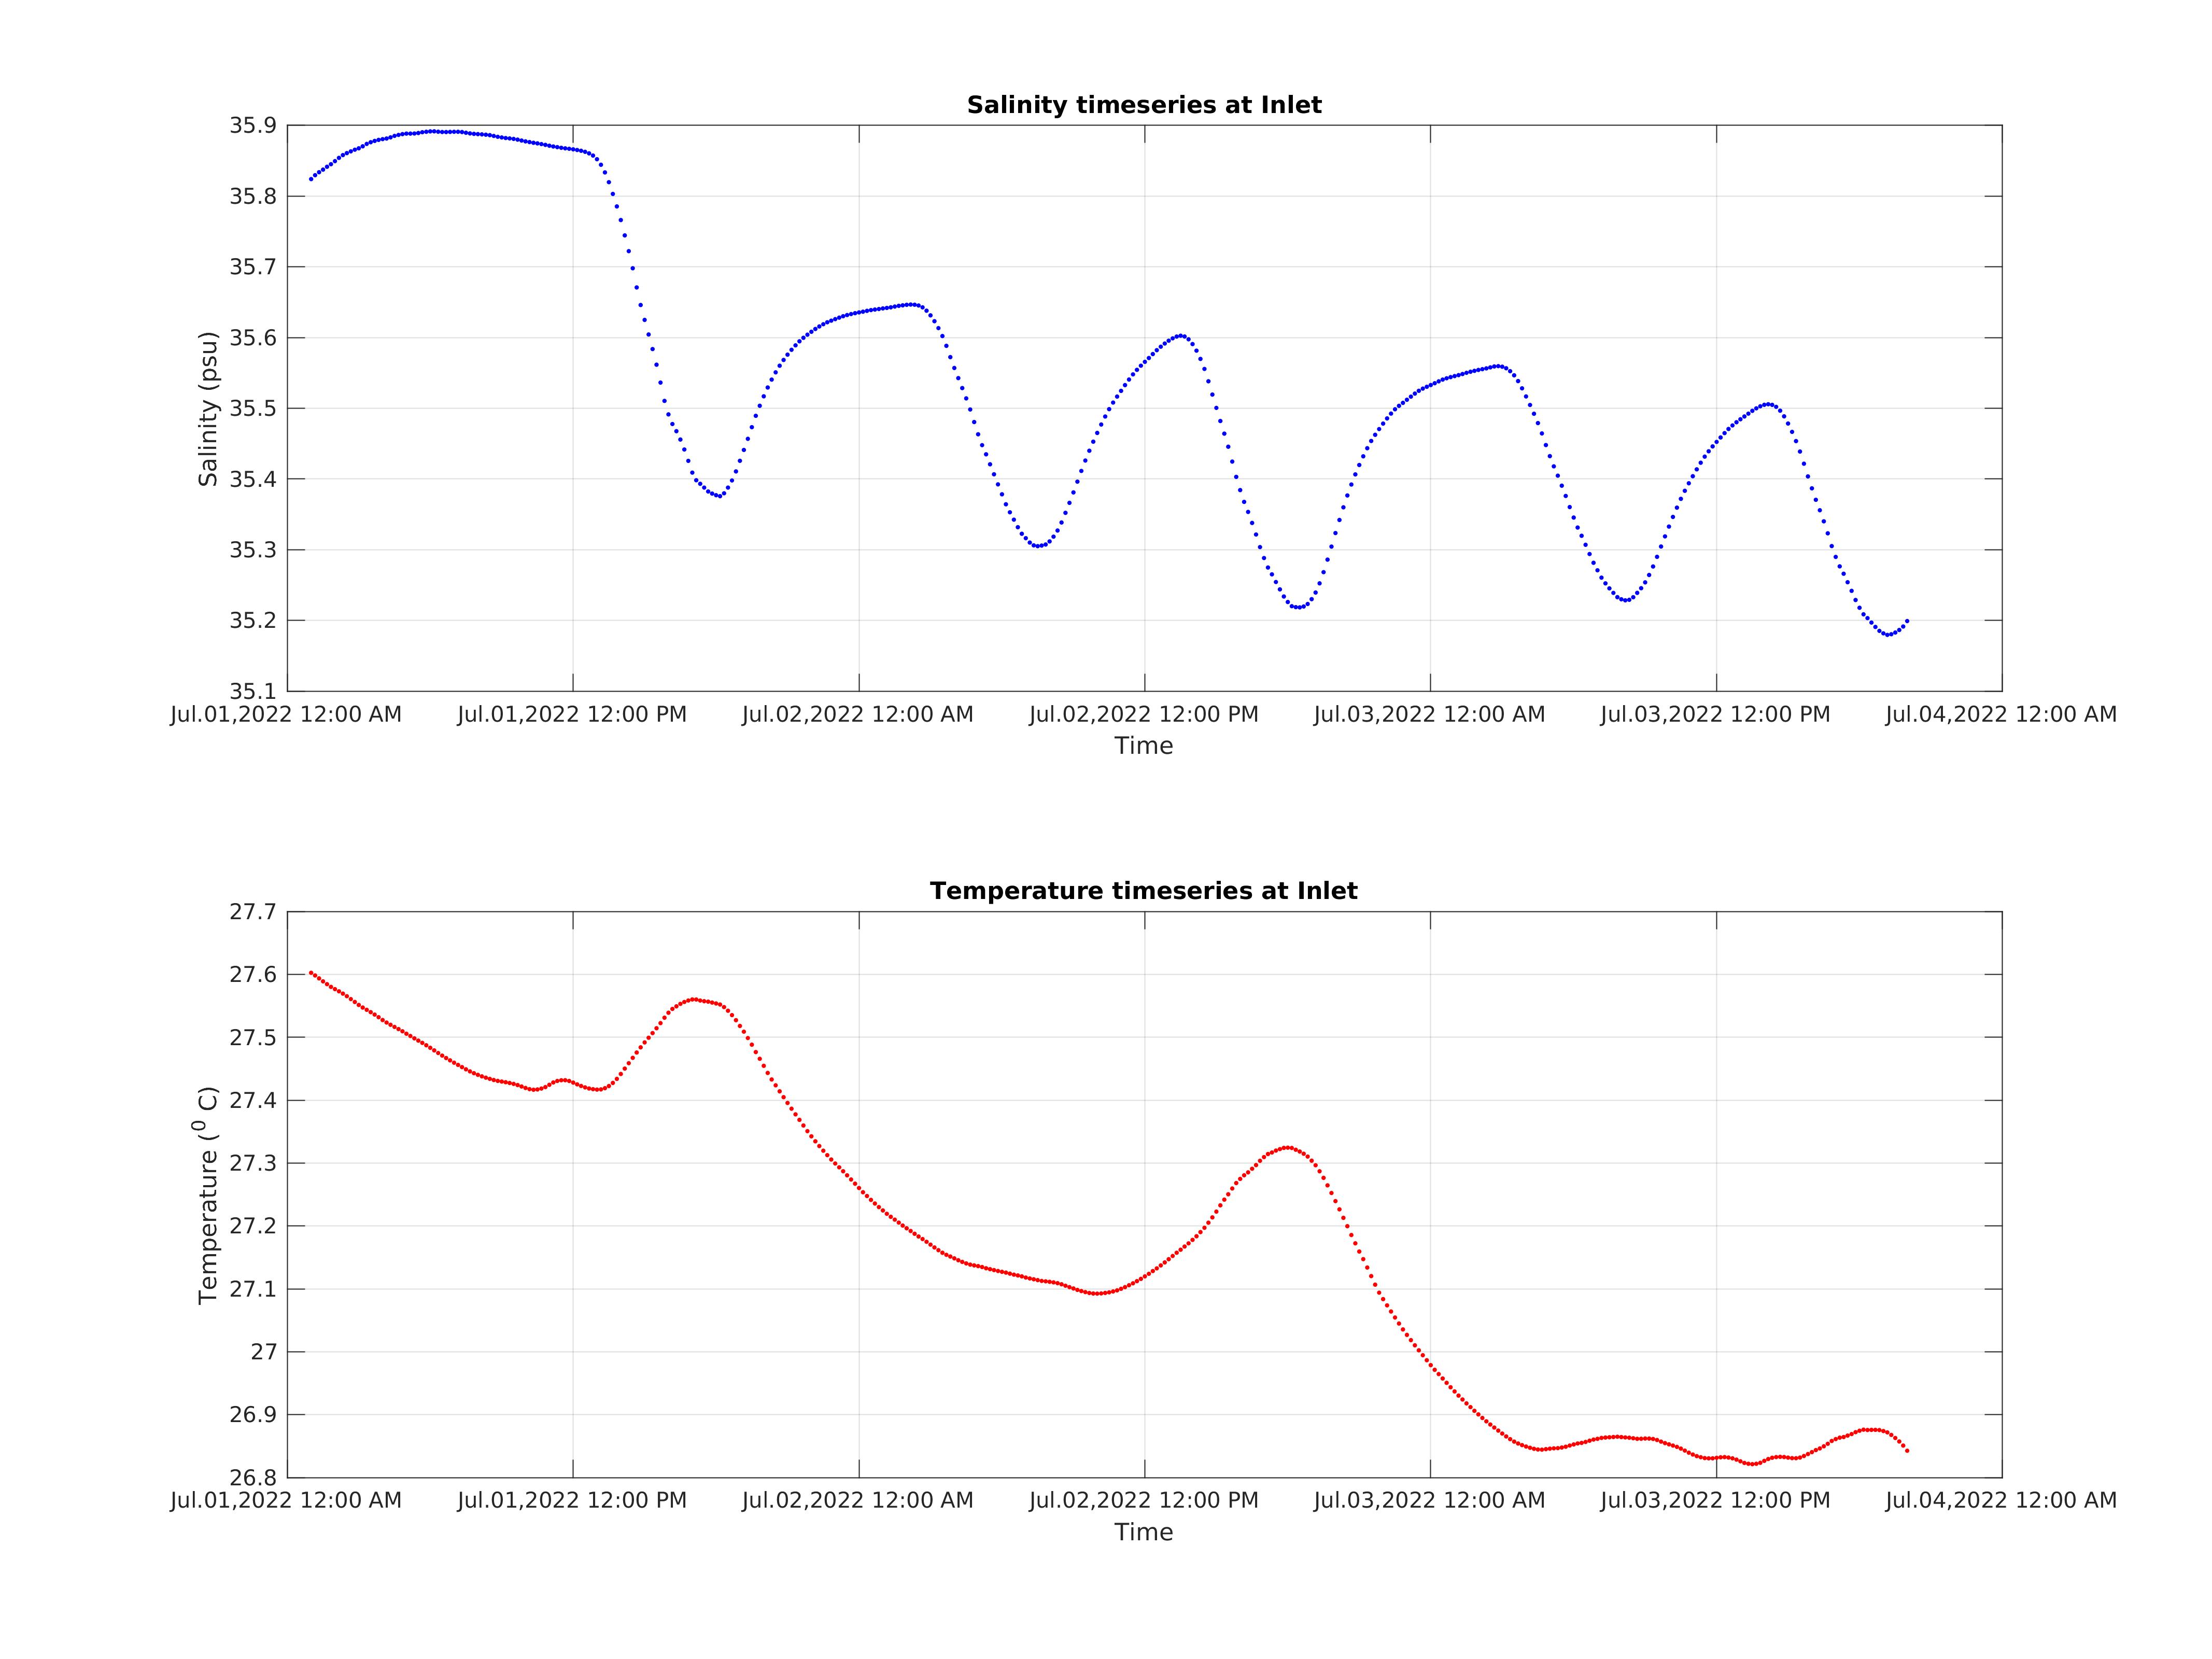 Salinity timeseries at Inlet
Salinity (psu)
35.9
35.8
35.7
35.6
35.5
35.4
35.3
35.2
35.1
Jul.01,2022 12:00 AM Jul.01,2022 12:00 PM Jul.02,2022 12:00 AM Jul.02,2022 12:00 PM Jul.03,2022 12:00 AM Jul.03,2022 12:00 PM Jul.04,2022 12:00 AM
Time
Temperature timeseries at Inlet
Temperature (⁰ C)
27.7
27.6
27.5
27.4
27.3
27.2
27.1
27
26.9
26.8
Jul.01,2022 12:00 AM Jul.01,2022 12:00 PM Jul.02,2022 12:00 AM Jul.02,2022 12:00 PM Jul.03,2022 12:00 AM Jul.03,2022 12:00 PM Jul.04,2022 12:00 AM
Time